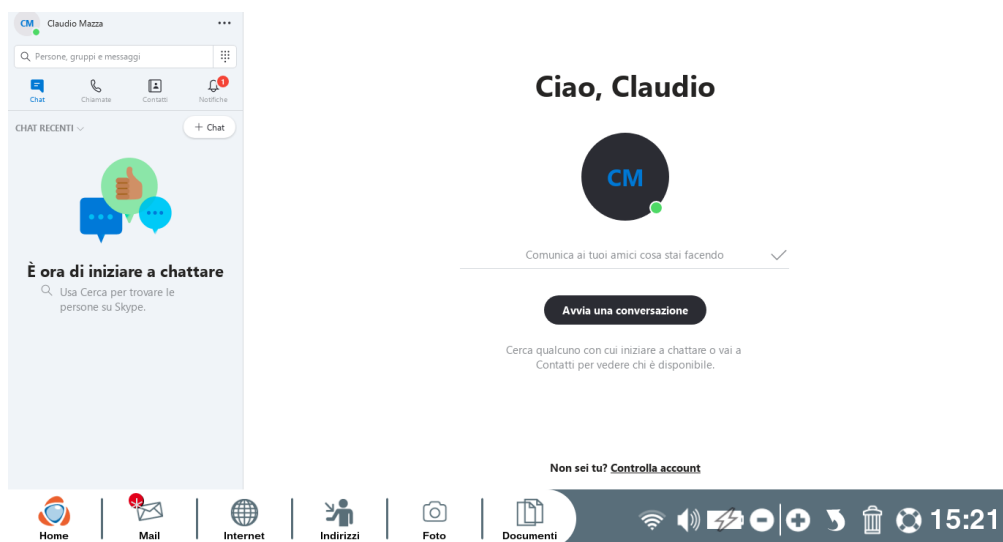 CM Claudio Mazza
Persone, gruppi e messaggi
1
Chat Chiamate Contatti Notifiche
CHAT RECENTI + Chat
È ora di iniziare a chattare
Usa Cerca per trovare le
persone su Skype.
Ciao, Claudio
CM
Comunica ai tuoi amici cosa stai facendo
Avvia una conversazione
Cerca qualcuno con cui iniziare a chattare o vai a
Contatti per vedere chi è disponibile.
Non sei tu? Controlla account
Home Mail Internet Indirizzi Foto Documenti 15:21